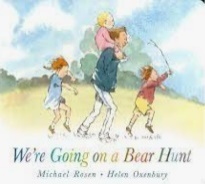 We're Going on a Bear Hunt
Michael Rosen • Helen Oxenbury